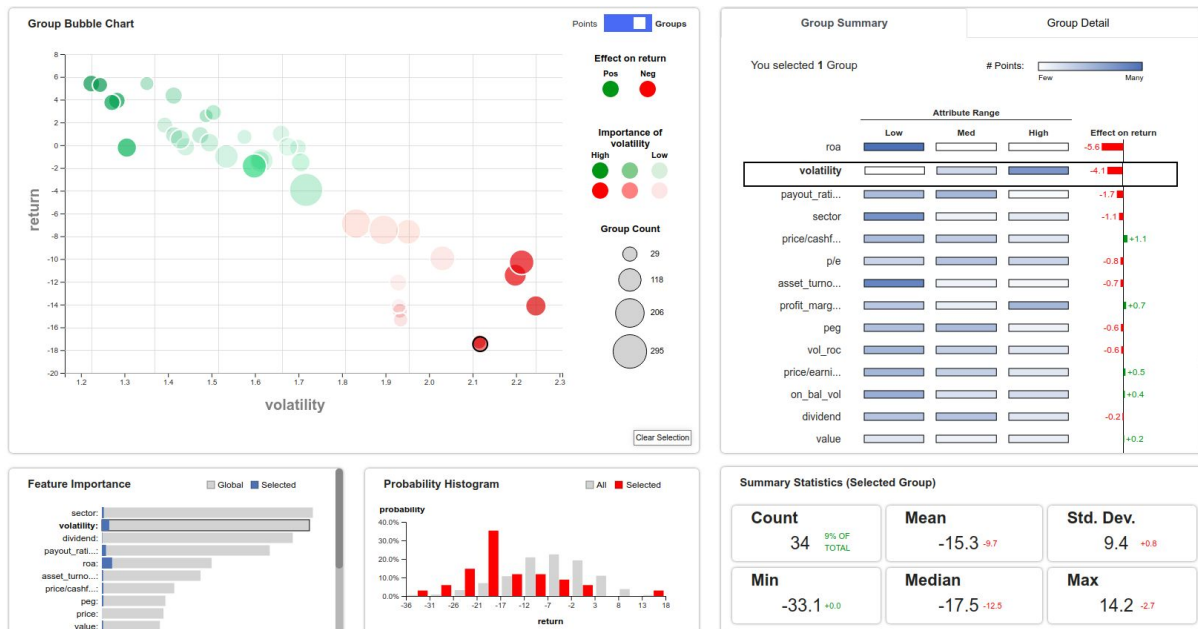 Group Bubble Chart
Points Groups
return
8
6
4
2
0
-2
-4
-6
-8
-10
-12
-14
-16
-18
-20
1.2 1.3 1.4 1.5 1.6 1.7 1.8 1.9 2.0 2.1 2.2 2.3
volatility
Effect on return
Pos Neg
Importance of
volatility
High Low
Group Count
29
118
206
295
Clear Selection
Group Summary Group Detail
You selected 1 Group # Points:
Few Many
Attribute Range
Low Med High Effect on return
roa -5.6
volatility -4.1
payout_rati... -1.7
sector -1.1
price/cashf... +1.1
p/e -0.8
asset_turno... -0.7
profit_marg... +0.7
peg -0.6
vol_roc -0.6
price/earni... +0.5
on_bal_vol +0.4
dividend -0.2
value +0.2
Feature Importance Global Selected
sector:
volatility:
dividend:
payout_rati...:
roa:
asset_turno...:
price/cashf...:
peg:
price:
value:
Probability Histogram All Selected
probability
40.0%
30.0%
20.0%
10.0%
0.0%
-36 -31 -26 -21 -17 -12 -7 -2 3 8 13 18
return
Summary Statistics (Selected Group)
Count Mean Std. Dev.
34 9% OF TOTAL -15.3 -9.7 9.4 +0.8
Min Median Max
-33.1 +0.0 -17.5 -12.5 14.2 -2.7